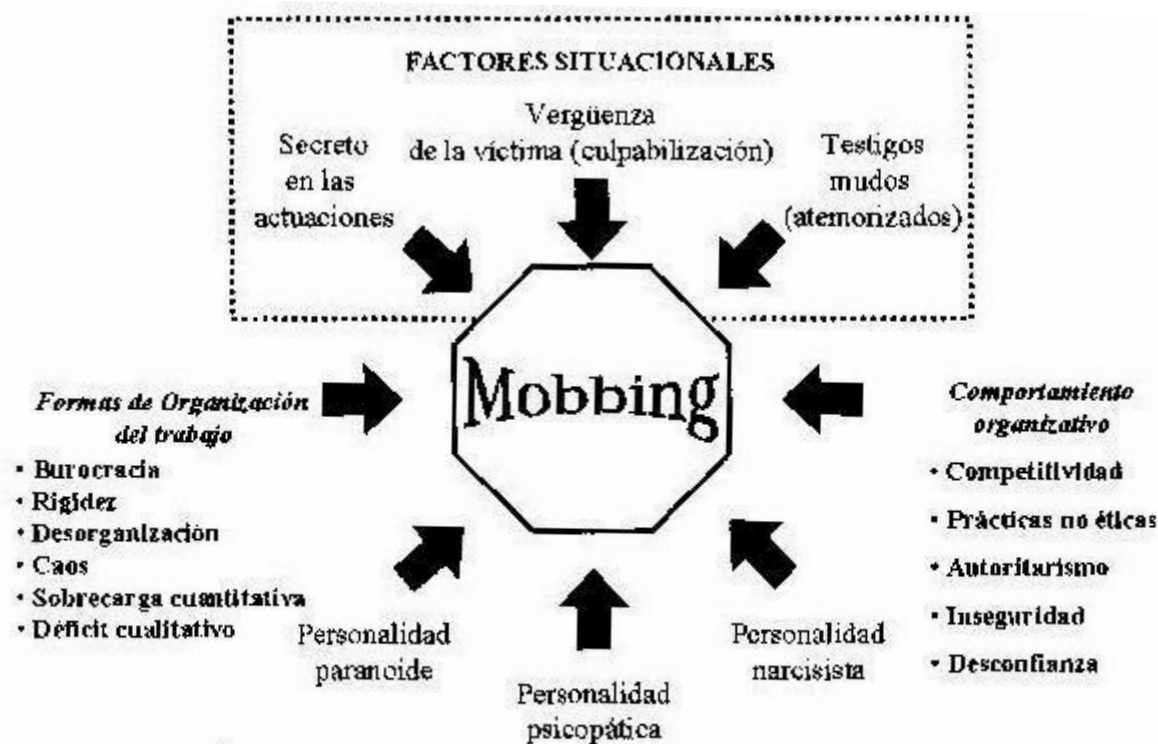 FACTORES SITUACIONALES
Secreto
en las
actuaciones
Vergüenza
de la víctima (culpabilización)
Testigos
mudos
(atemorizados)
Mobbing
Formas de Organización
del trabajo
• Burocracia
• Rigidez
• Desorganización
• Caos
• Sobrecarga cuantitativa
• Déficit cualitativo
Comportamiento
organizativo
• Competitividad
• Prácticas no éticas
• Autoritarismo
• Inseguridad
• Desconfianza
Personalidad
paranoide
Personalidad
psicopática
Personalidad
narcisista